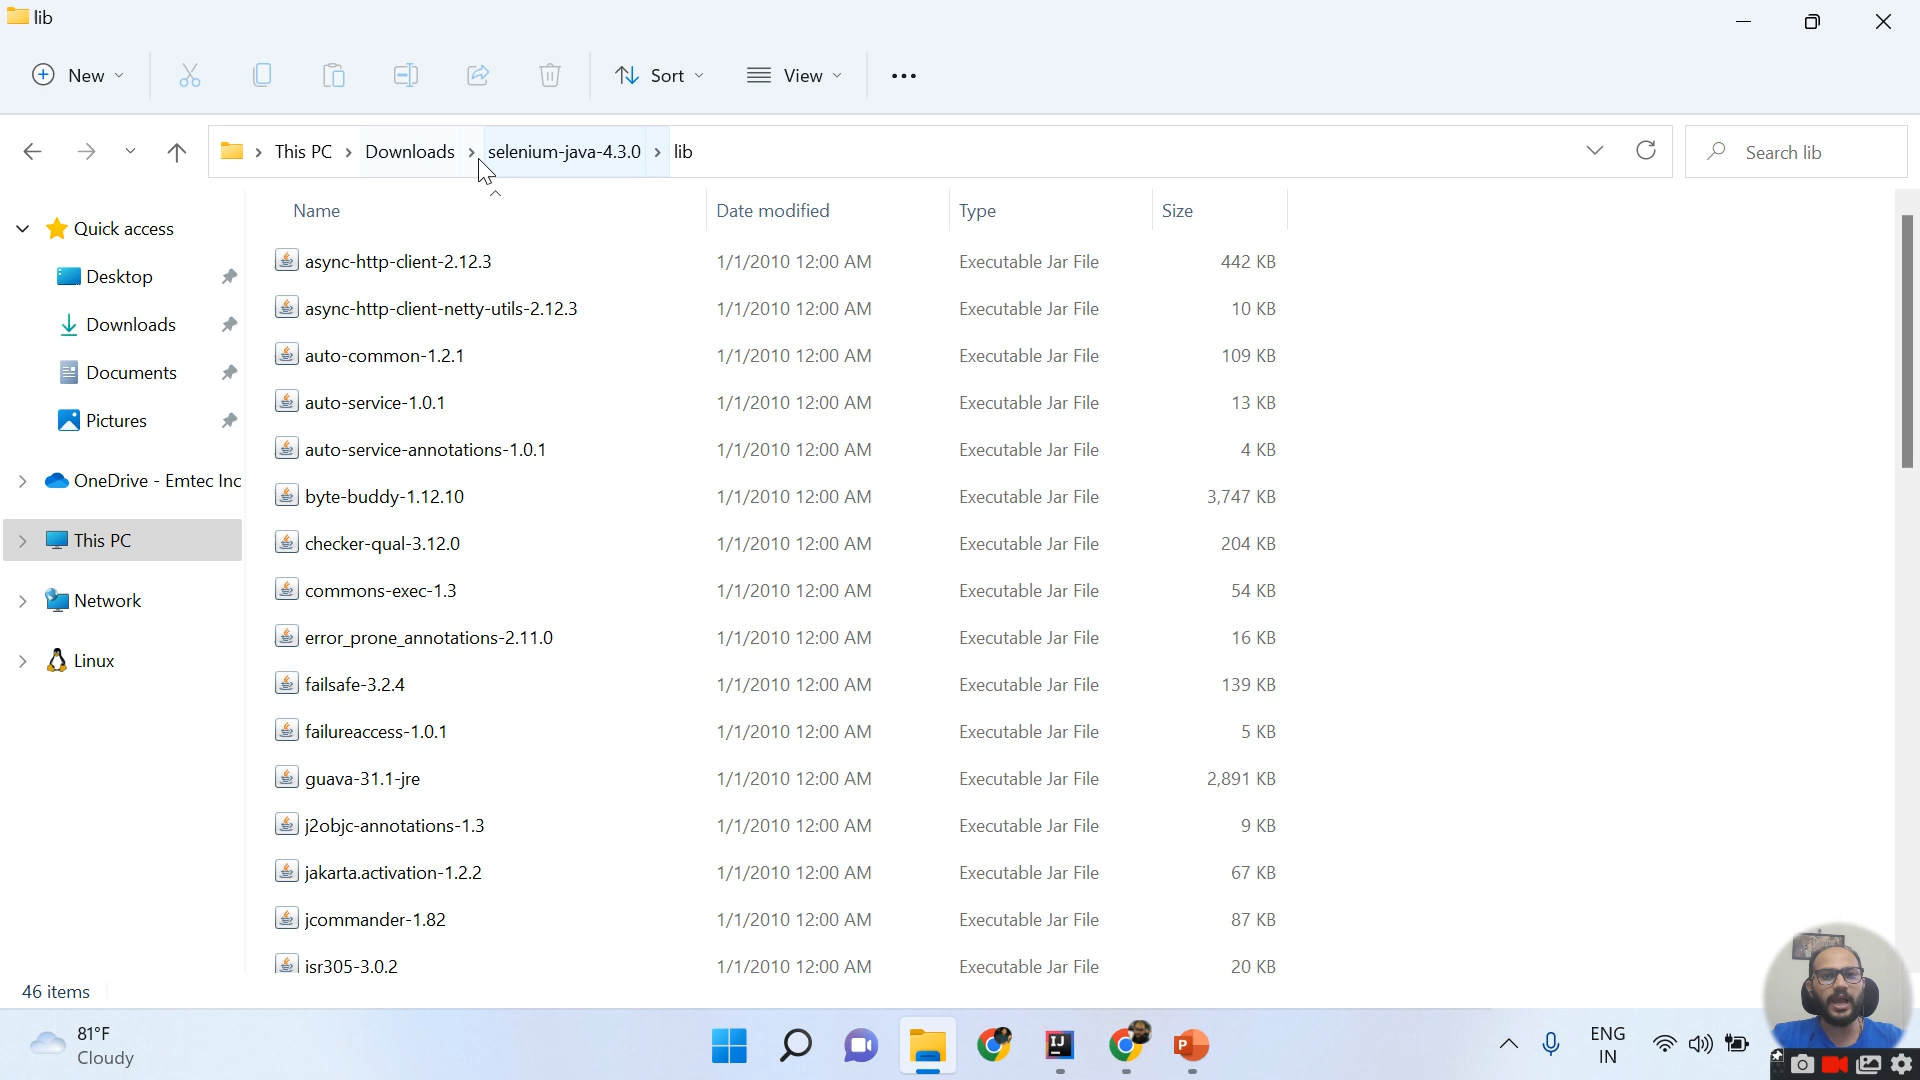 lib
New
Sort
View
This PC > Downloads > selenium-java-4.3.0 > lib
Search lib
Name Date modified Type Size
Quick access
Desktop
Downloads
Documents
Pictures
OneDrive - Emtec Inc
This PC
Network
Linux
async-http-client-2.12.3 1/1/2010 12:00 AM Executable Jar File 442 KB
async-http-client-netty-utils-2.12.3 1/1/2010 12:00 AM Executable Jar File 10 KB
auto-common-1.2.1 1/1/2010 12:00 AM Executable Jar File 109 KB
auto-service-1.0.1 1/1/2010 12:00 AM Executable Jar File 13 KB
auto-service-annotations-1.0.1 1/1/2010 12:00 AM Executable Jar File 4 KB
byte-buddy-1.12.10 1/1/2010 12:00 AM Executable Jar File 3,747 KB
checker-qual-3.12.0 1/1/2010 12:00 AM Executable Jar File 204 KB
commons-exec-1.3 1/1/2010 12:00 AM Executable Jar File 54 KB
error_prone_annotations-2.11.0 1/1/2010 12:00 AM Executable Jar File 16 KB
failsafe-3.2.4 1/1/2010 12:00 AM Executable Jar File 139 KB
failureaccess-1.0.1 1/1/2010 12:00 AM Executable Jar File 5 KB
guava-31.1-jre 1/1/2010 12:00 AM Executable Jar File 2,891 KB
j2objc-annotations-1.3 1/1/2010 12:00 AM Executable Jar File 9 KB
jakarta.activation-1.2.2 1/1/2010 12:00 AM Executable Jar File 67 KB
jcommander-1.82 1/1/2010 12:00 AM Executable Jar File 87 KB
jsr305-3.0.2 1/1/2010 12:00 AM Executable Jar File 20 KB
46 items
81°F
Cloudy
IJ
P
ENG
IN